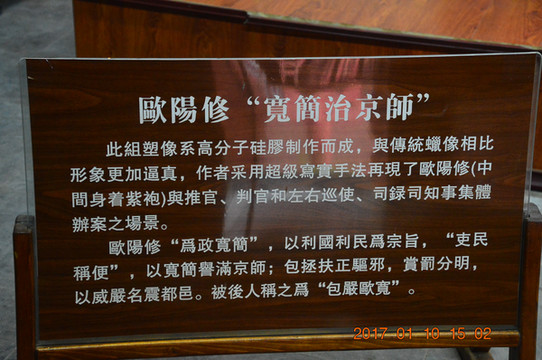 歐陽修“寬簡治京師”
此組塑像系高分子硅膠制作而成，與傳統蠟像相比
形象更加逼真，作者采用超級寫實手法再現了歐陽修(中
間身着紫袍)與推官、判官和左右巡使、司録司知事集體
辦案之場景。
歐陽修“爲政寬簡”，以利國利民爲宗旨，“吏民
稱便”，以寬簡譽滿京師；包拯扶正驅邪，賞罰分明，
以威嚴名震都邑。被後人稱之爲“包嚴歐寬”。
2017 01 10 15 02